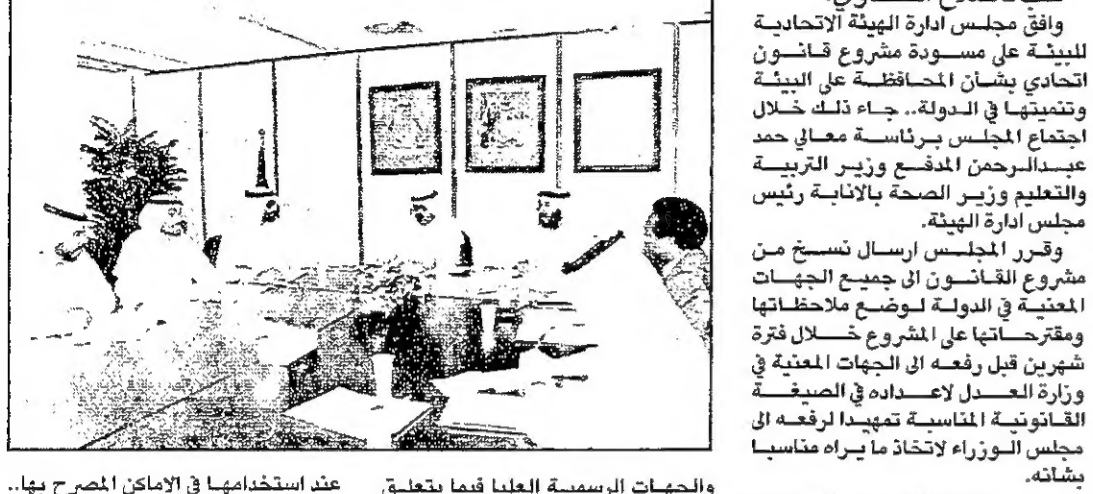 وافق مجلس ادارة الهيئة الاتحادية
للبيئة على مسودة مشروع قانون
اتحادي بشأن المحافظة على البيئة
وتنميتها في الدولة.. جاء ذلك خلال
اجتماع المجلس برئاسة معالي حمد
عبدالرحمن المدفع وزير التربية
والتعليم وزير الصحة بالانابة رئيس
مجلس ادارة الهيئة.
وقرر المجلس ارسال نسخ من
مشروع القانون الى جميع الجهات
المعنية في الدولة لوضع ملاحظاتها
ومقترحاتها على المشروع خلال فترة
شهرين قبل رفعه الى الجهات المعنية في
وزارة العدل لاعداده في الصيغة
القانونية المناسبة تمهيدا لرفعه الى
مجلس الوزراء لاتخاذ ما يراه مناسبا
بشانه.
والجهات الرسمية العليا فيما يتعلق
عند استخدامها في الاماكن المصرح بها..